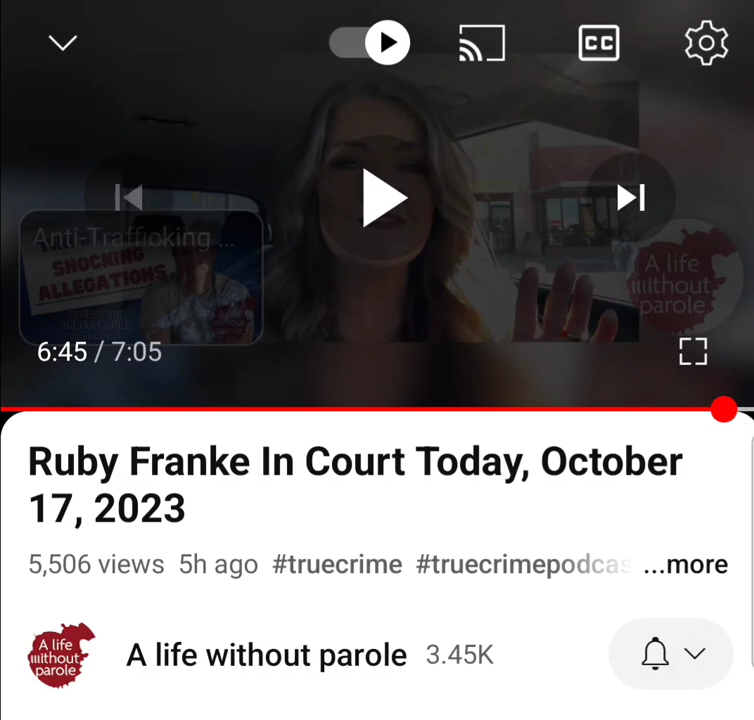 CC
Anti-Trafficking ...
SHOCKING
ALLEGATIONS
A life
without
parole
6:45 / 7:05
Ruby Franke In Court Today, October
17, 2023
5,506 views 5h ago #truecrime #truecrimepodcas ...more
A life
without
parole
A life without parole 3.45K